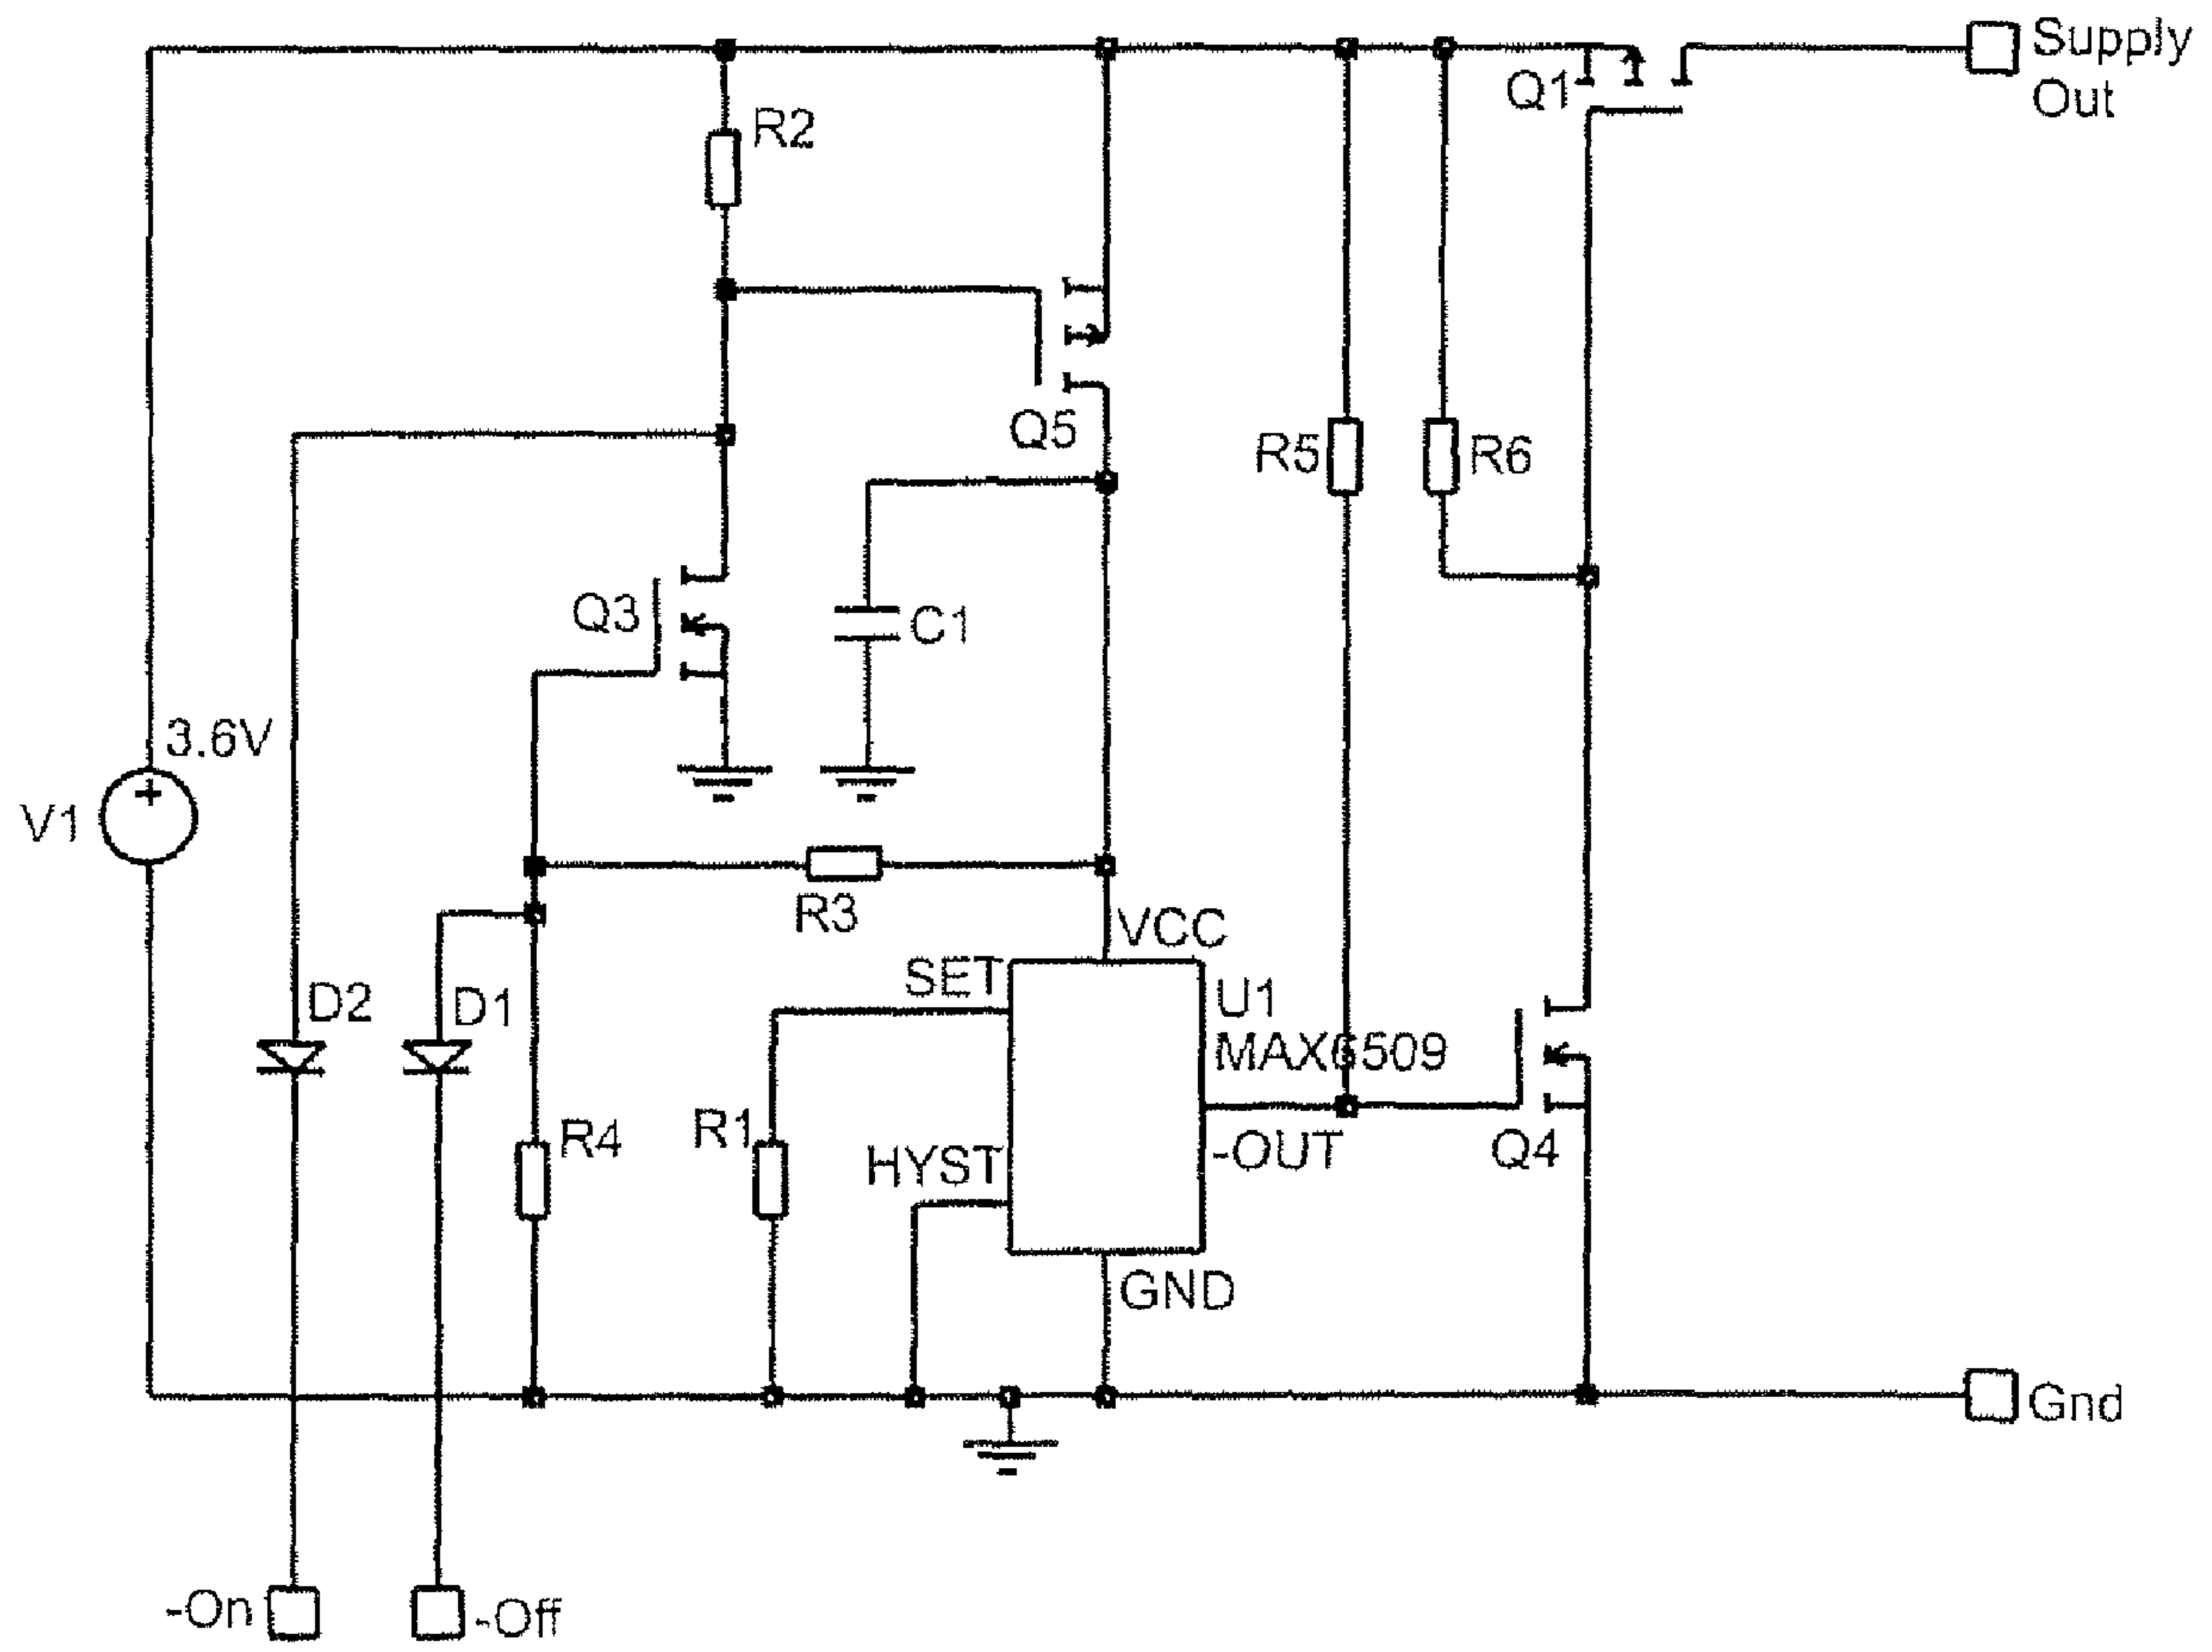 Supply
Out
Q1
R2
Q5
R5
R6
Q3
C1
3.6V
V1
R3
VCC
SET
U1
MAX6509
D2
D1
R4
R1
HYST
-OUT
Q4
GND
Gnd
-On
-Off